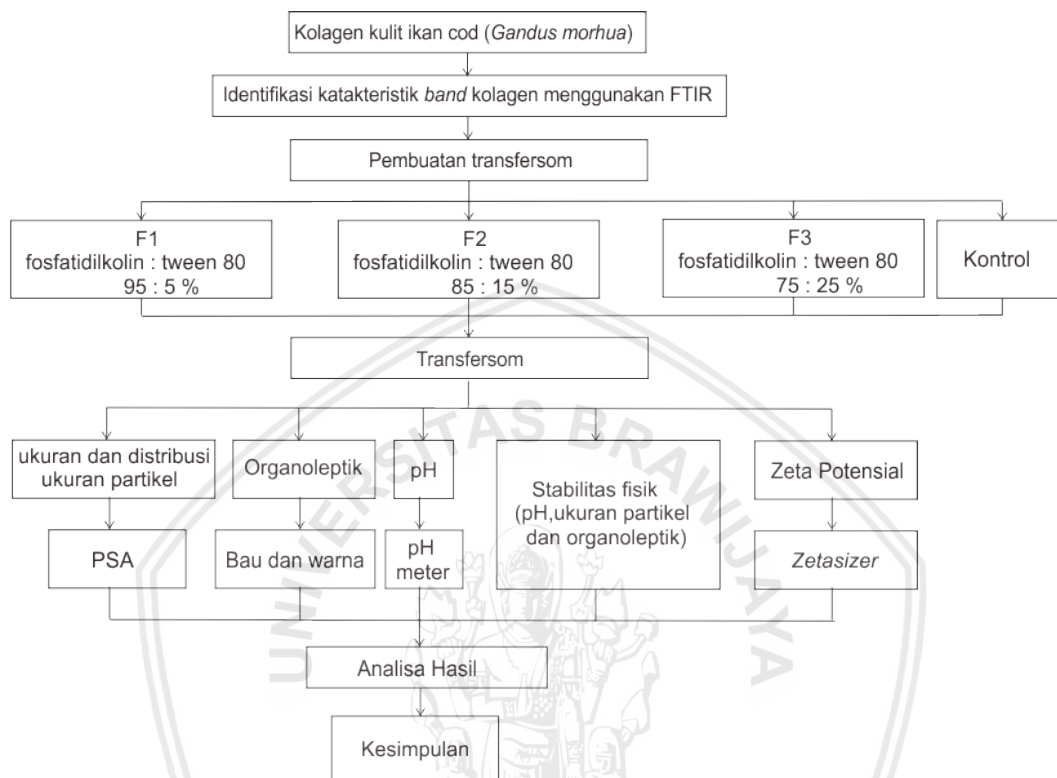 Kolagen kulit ikan cod (Gandus morhua)
Identifikasi katakteristik band kolagen menggunakan FTIR
Pembuatan transfersom
F1
fosfatidilkolin : tween 80
95 : 5 %
F2
fosfatidilkolin : tween 80
85 : 15 %
F3
fosfatidilkolin : tween 80
75 : 25 %
Kontrol
Transfersom
ukuran dan distribusi
ukuran partikel
Organoleptik
pH
Stabilitas fisik
(pH,ukuran partikel
dan organoleptik)
Zeta Potensial
PSA
Bau dan warna
pH
meter
Zetasizer
Analisa Hasil
Kesimpulan
UNIVERSITAS BRAWIJAYA